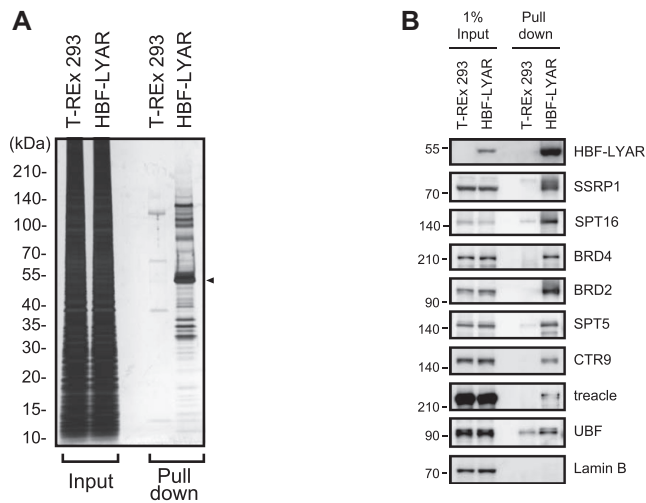 A
T-REx 293
HBF-LYAR
T-REx 293
HBF-LYAR
(kDa)
210-
140-
100-
70-
55-
40-
35-
30-
20-
15-
10-
Input
Pull
down
B
1%
Input
Pull
down
T-REx 293
HBF-LYAR
T-REx 293
HBF-LYAR
55
HBF-LYAR
70
SSRP1
140
SPT16
210
BRD4
90
BRD2
140
SPT5
140
CTR9
210
treacle
90
UBF
70
Lamin B